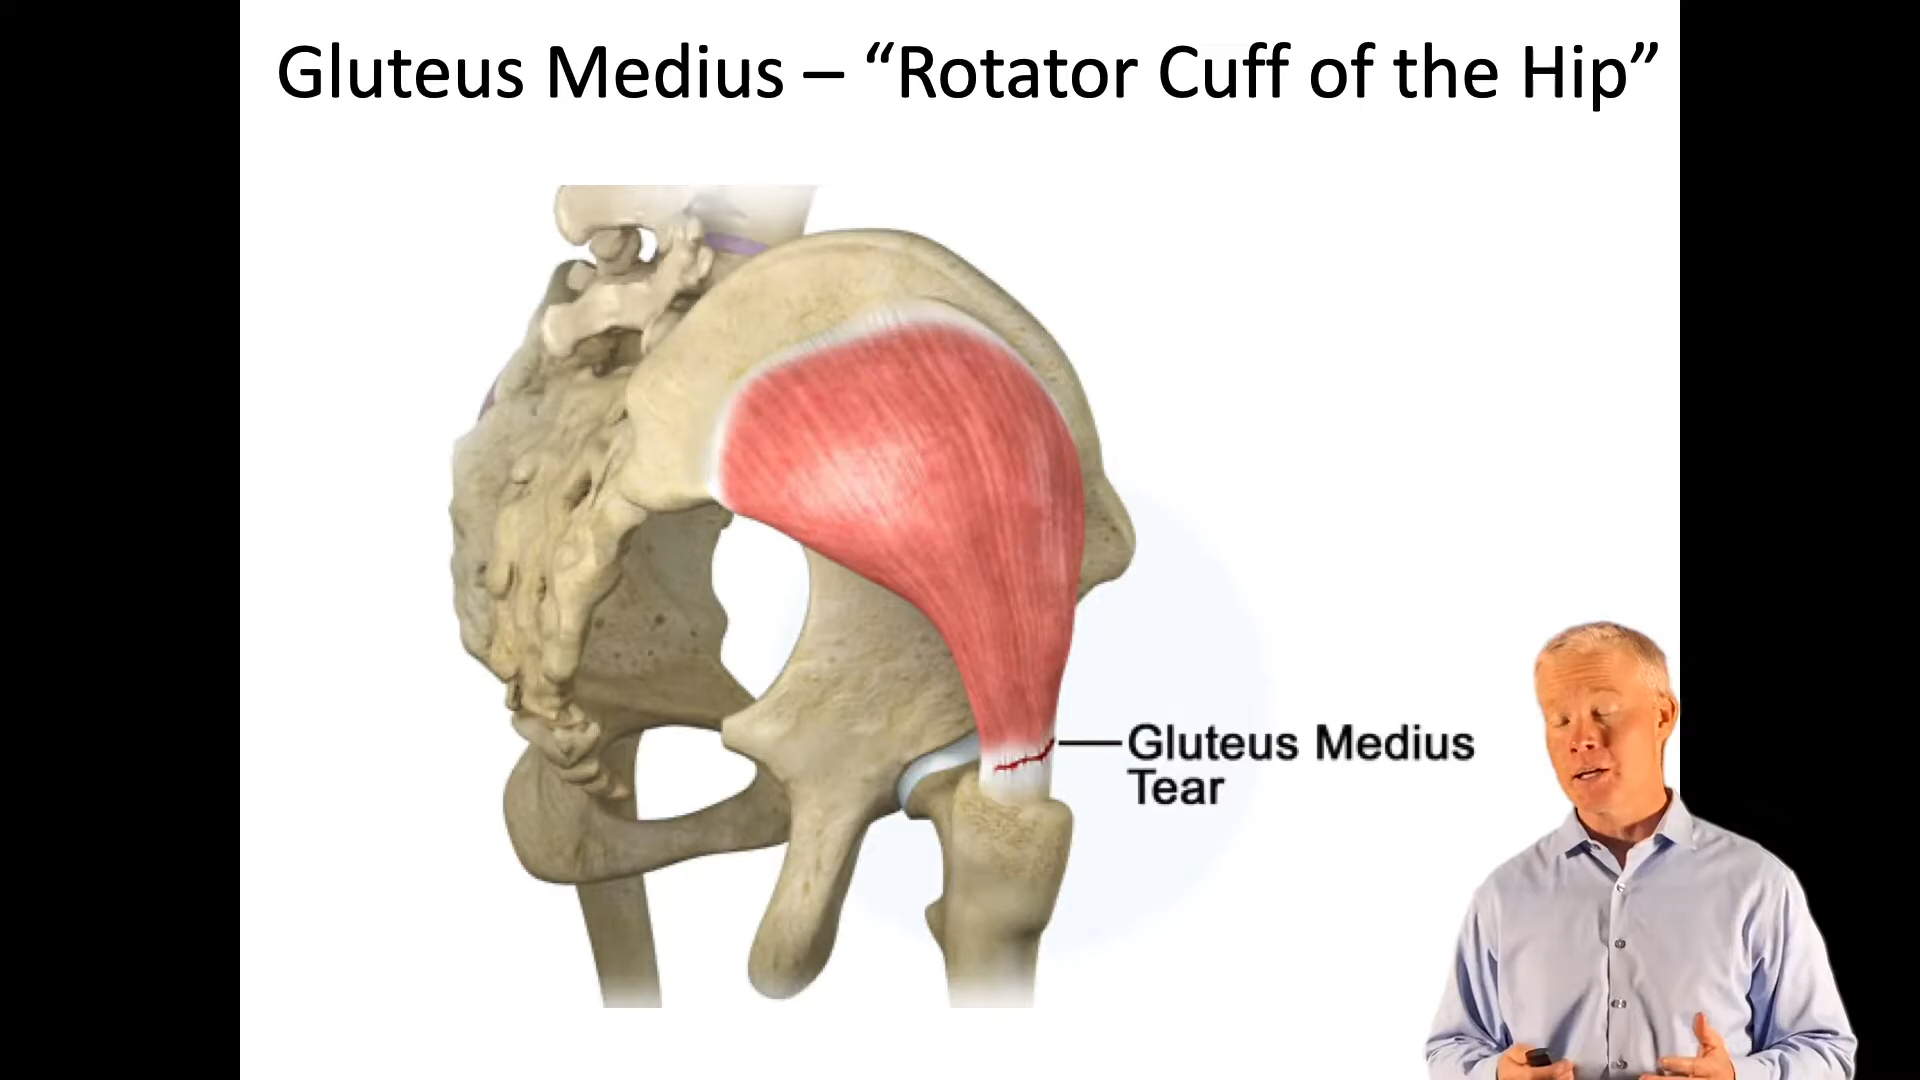 Gluteus Medius – “Rotator Cuff of the Hip”
Gluteus Medius
Tear